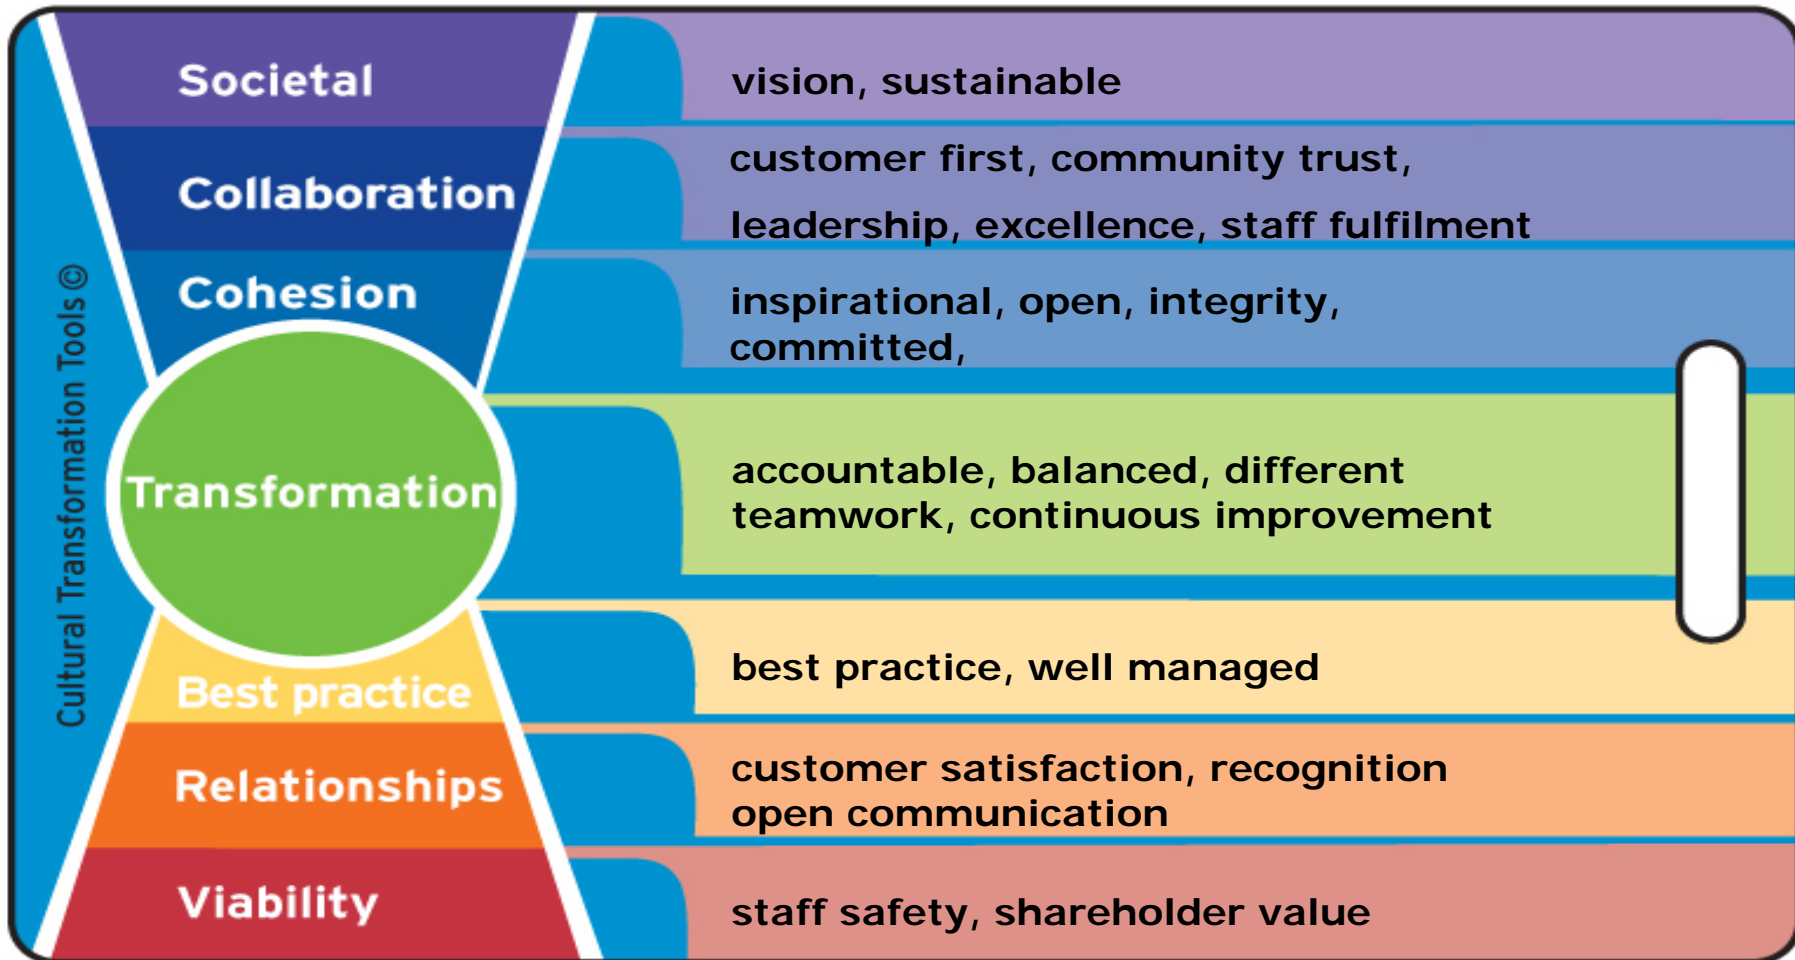 Cultural Transformation Tools ©
Societal
vision, sustainable
Collaboration
customer first, community trust,
leadership, excellence, staff fulfilment
Cohesion
inspirational, open, integrity,
committed,
Transformation
accountable, balanced, different
teamwork, continuous improvement
Best practice
best practice, well managed
Relationships
customer satisfaction, recognition
open communication
Viability
staff safety, shareholder value